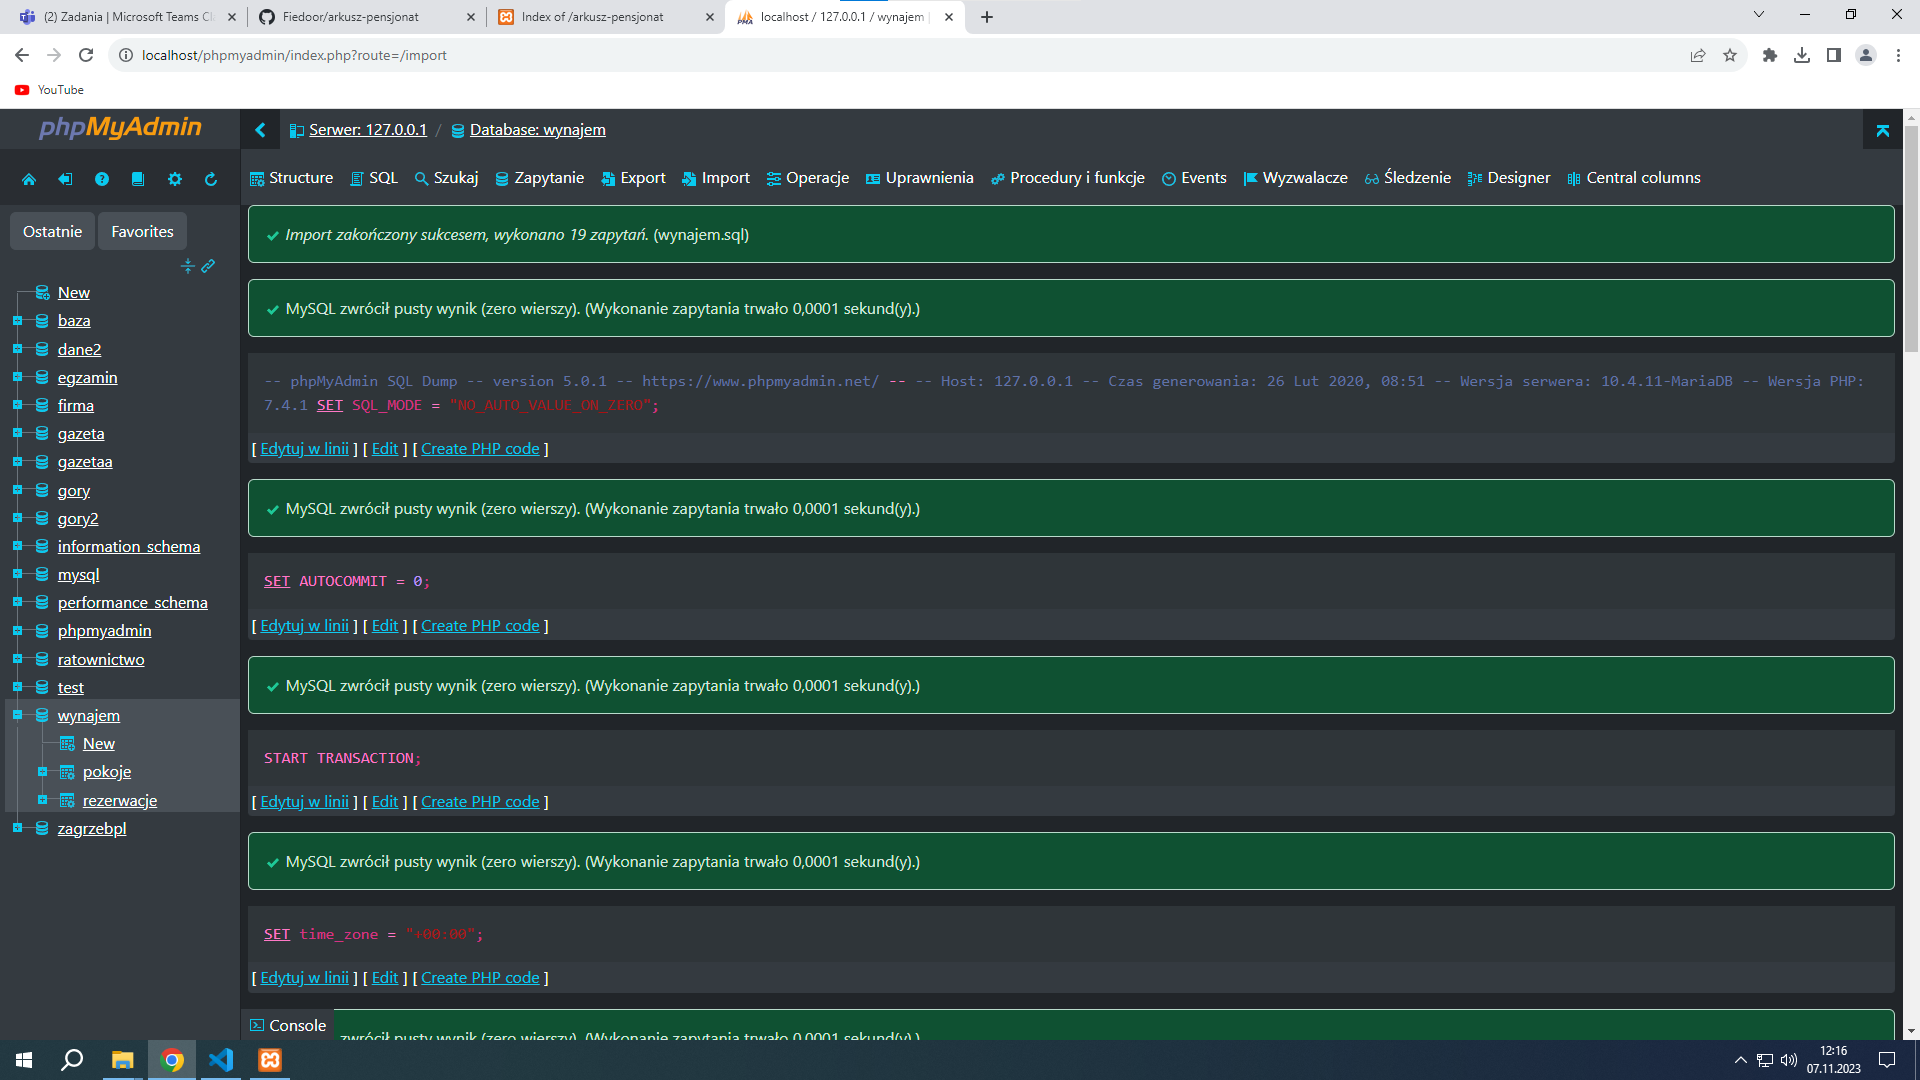 (2) Zadania | Microsoft Teams Cl
Fiedoor/arkusz-pensjonat
Index of /arkusz-pensjonat
localhost / 127.0.0.1 / wynajem |
localhost/phpmyadmin/index.php?route=/import
YouTube
phpMyAdmin
Serwer: 127.0.0.1 / Database: wynajem
Structure SQL Szukaj Zapytanie Export Import Operacje Uprawnienia Procedury i funkcje Events Wyzwalacze Śledzenie Designer Central columns
Ostatnie Favorites
New
baza
dane2
egzamin
firma
gazeta
gazetaa
gory
gory2
information_schema
mysql
performance_schema
phpmyadmin
ratownictwo
test
wynajem
New
pokoje
rezerwacje
zagrzebpl
Import zakończony sukcesem, wykonano 19 zapytań. (wynajem.sql)
MySQL zwrócił pusty wynik (zero wierszy). (Wykonanie zapytania trwało 0,0001 sekund(y).)
-- phpMyAdmin SQL Dump -- version 5.0.1 -- https://www.phpmyadmin.net/ -- -- Host: 127.0.0.1 -- Czas generowania: 26 Lut 2020, 08:51 -- Wersja serwera: 10.4.11-MariaDB -- Wersja PHP:
7.4.1 SET SQL_MODE = "NO_AUTO_VALUE_ON_ZERO";
[ Edytuj w linii ] [ Edit ] [ Create PHP code ]
MySQL zwrócił pusty wynik (zero wierszy). (Wykonanie zapytania trwało 0,0001 sekund(y).)
SET AUTOCOMMIT = 0;
[ Edytuj w linii ] [ Edit ] [ Create PHP code ]
MySQL zwrócił pusty wynik (zero wierszy). (Wykonanie zapytania trwało 0,0001 sekund(y).)
START TRANSACTION;
[ Edytuj w linii ] [ Edit ] [ Create PHP code ]
MySQL zwrócił pusty wynik (zero wierszy). (Wykonanie zapytania trwało 0,0001 sekund(y).)
SET time_zone = "+00:00";
[ Edytuj w linii ] [ Edit ] [ Create PHP code ]
Console
zwrócił pusty wynik (zero wierszy). (Wykonanie zapytania trwało 0,0001 sekund(y).)
12:16
07.11.2023